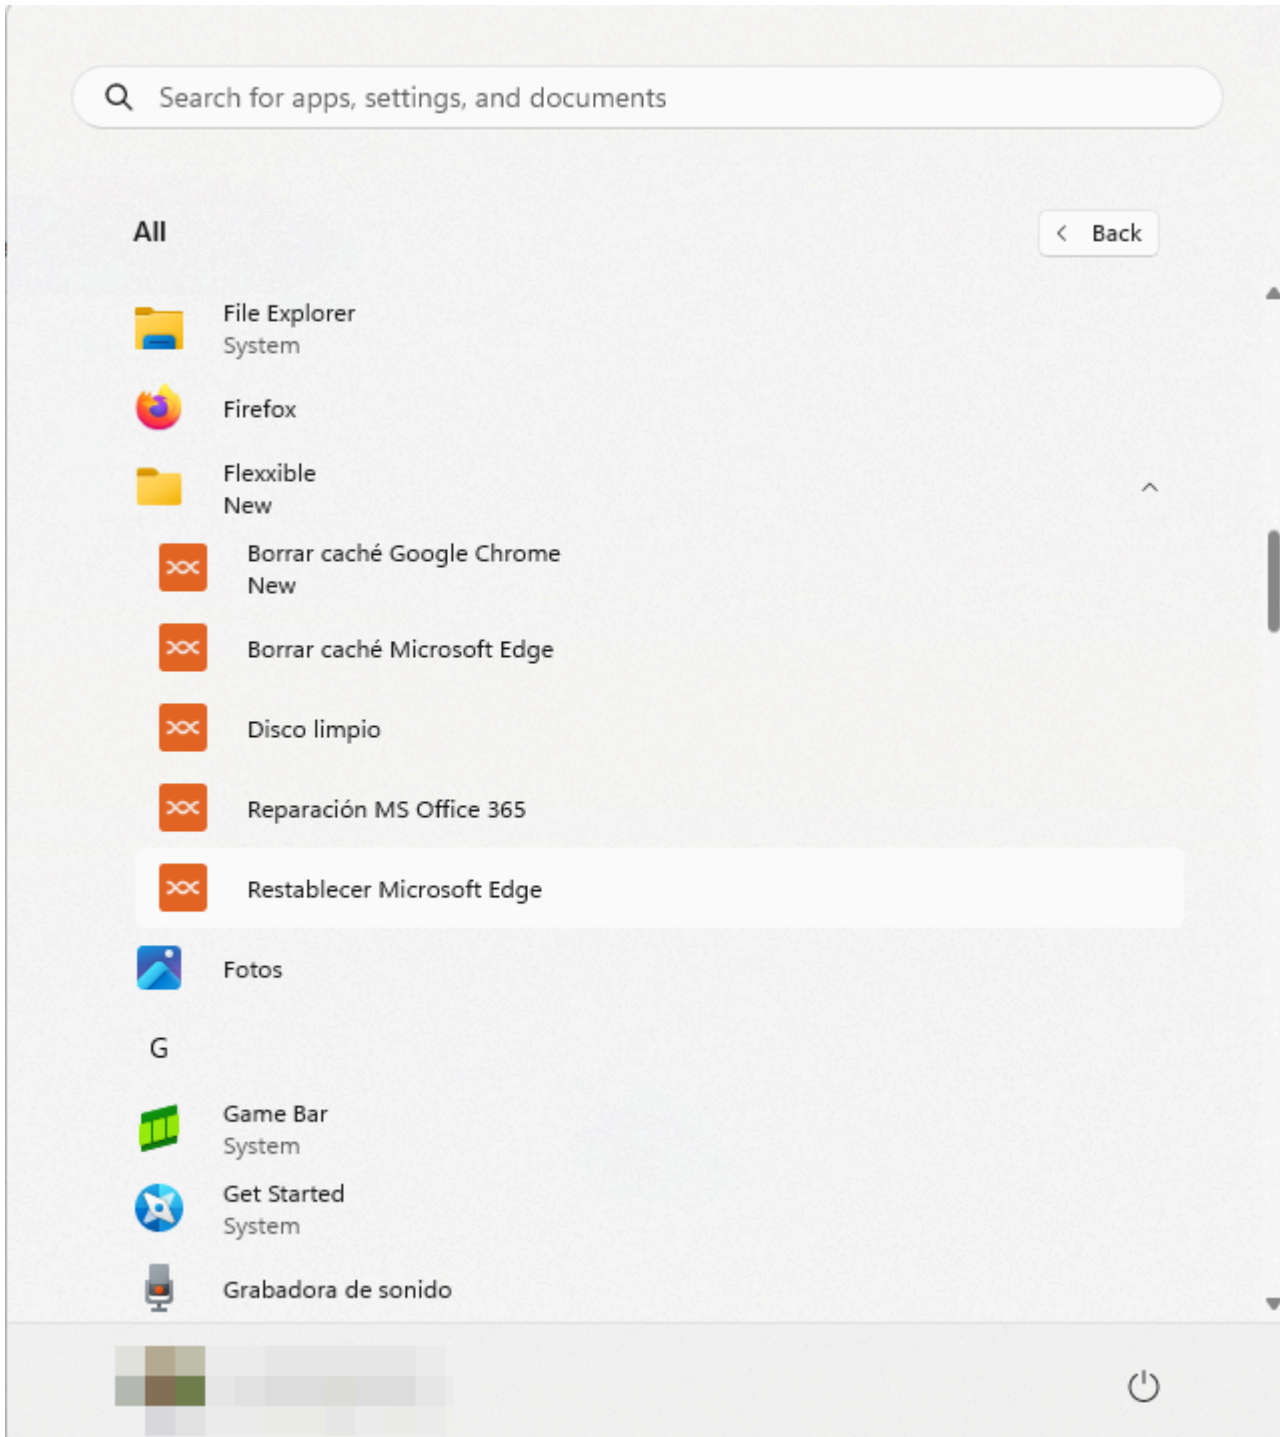 Search for apps, settings, and documents
All
Back
File Explorer
System
Firefox
Flexxible
New
Borrar caché Google Chrome
New
Borrar caché Microsoft Edge
Disco limpio
Reparación MS Office 365
Restablecer Microsoft Edge
Fotos
G
Game Bar
System
Get Started
System
Grabadora de sonido